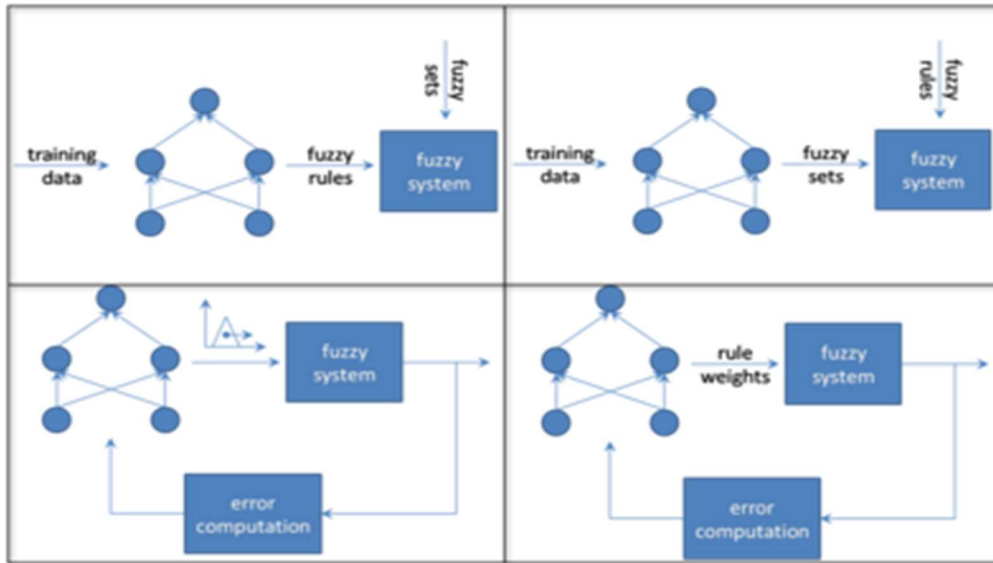 fuzzy
sets
training
data
fuzzy
rules
fuzzy
system
fuzzy
rules
training
data
fuzzy
sets
fuzzy
system
fuzzy
system
error
computation
rule
weights
fuzzy
system
error
computation